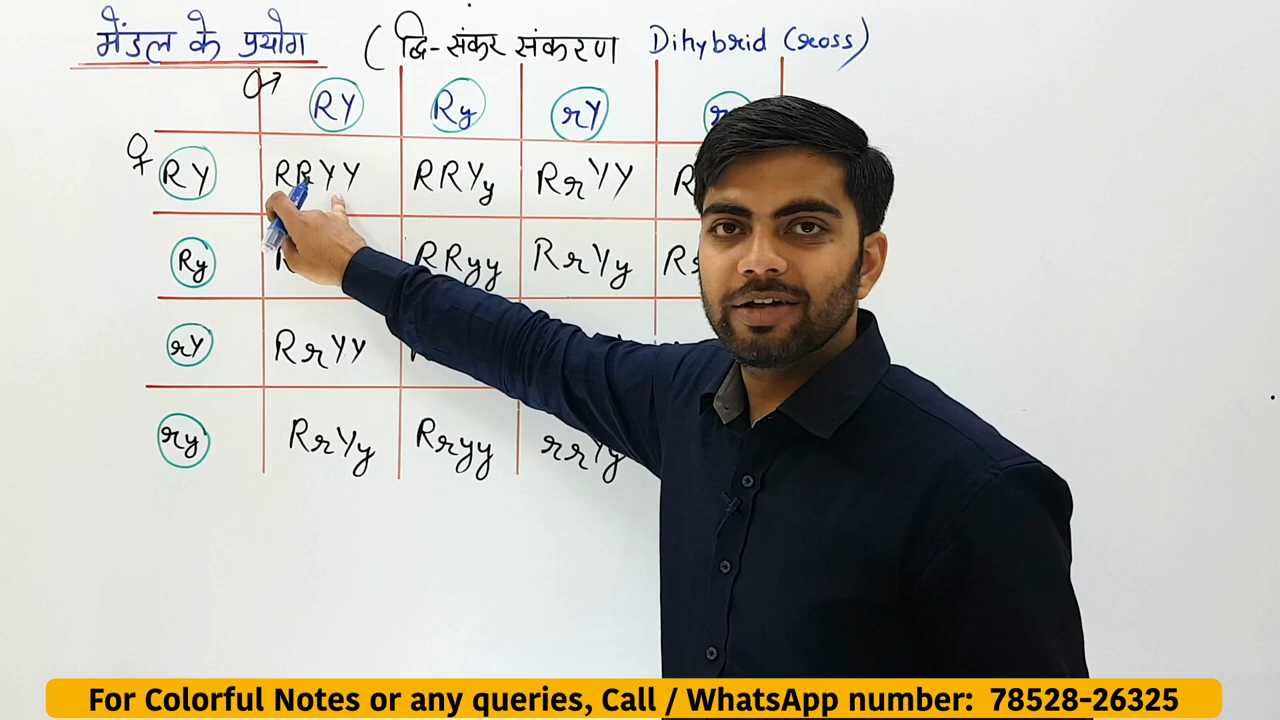 मेंडल के प्रयोग ( द्वि-संकर संकरण Dihybrid Cross)
♂ RY Ry rY
♀ RY RRYY RRYy RrYY
Ry RRyy RrYy
rY RrYY
ry RrYy Rryy rrYy
For Colorful Notes or any queries, Call / WhatsApp number: 78528-26325